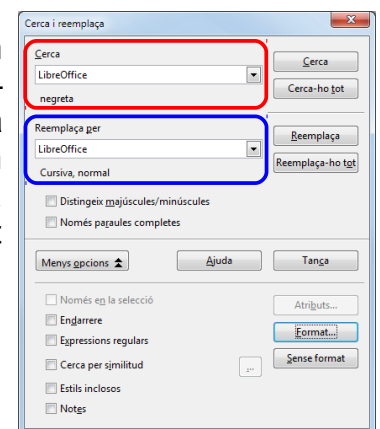 Cerca i reemplaça
Cerca
LibreOffice
negreta
Cerca
Cerca-ho tot
Reemplaça per
LibreOffice
Cursiva, normal
Reemplaça
Reemplaça-ho tot
Distingeix majúscules/minúscules
Només paraules completes
Menys opcions
Ajuda
Tanca
Només en la selecció
Endarrere
Expressions regulars
Cerca per similitud
...
Estils inclosos
Notes
Atributs...
Format...
Sense format